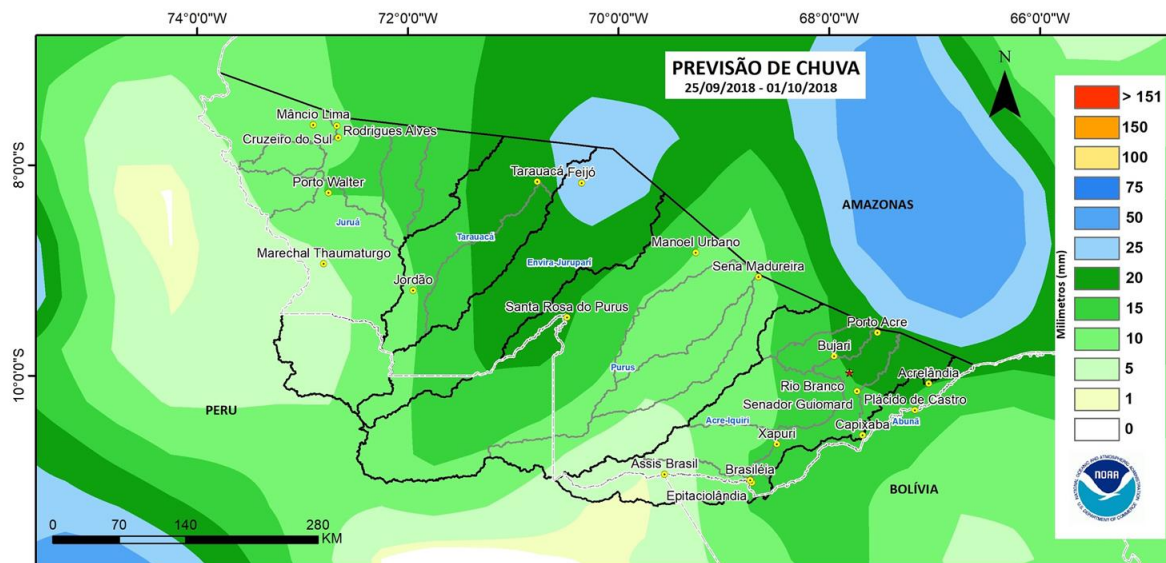 74°0'0"W 72°0'0"W 70°0'0"W 68°0'0"W 66°0'0"W
PREVISÃO DE CHUVA
25/09/2018 - 01/10/2018
N
> 151
150
100
75
50
25
20
15
10
5
1
0
Milimetros (mm)
8°0'0"S
10°0'0"S
Mâncio Lima
Rodrigues Alves
Cruzeiro do Sul
Porto Walter
Juruá
Marechal Thaumaturgo
Jordão
Tarauacá
Feijó
Tarauacá
Envira-Jurupari
Santa Rosa do Purus
Manoel Urbano
Sena Madureira
AMAZONAS
Purus
Porto Acre
Bujari
Acrelândia
Rio Branco
Plácido de Castro
Senador Guiomard
Acre-Iquiri
Capixaba
Abunã
Xapuri
Assis Brasil
Brasiléia
Epitaciolândia
PERU
BOLÍVIA
NOAA
0 70 140 280
KM